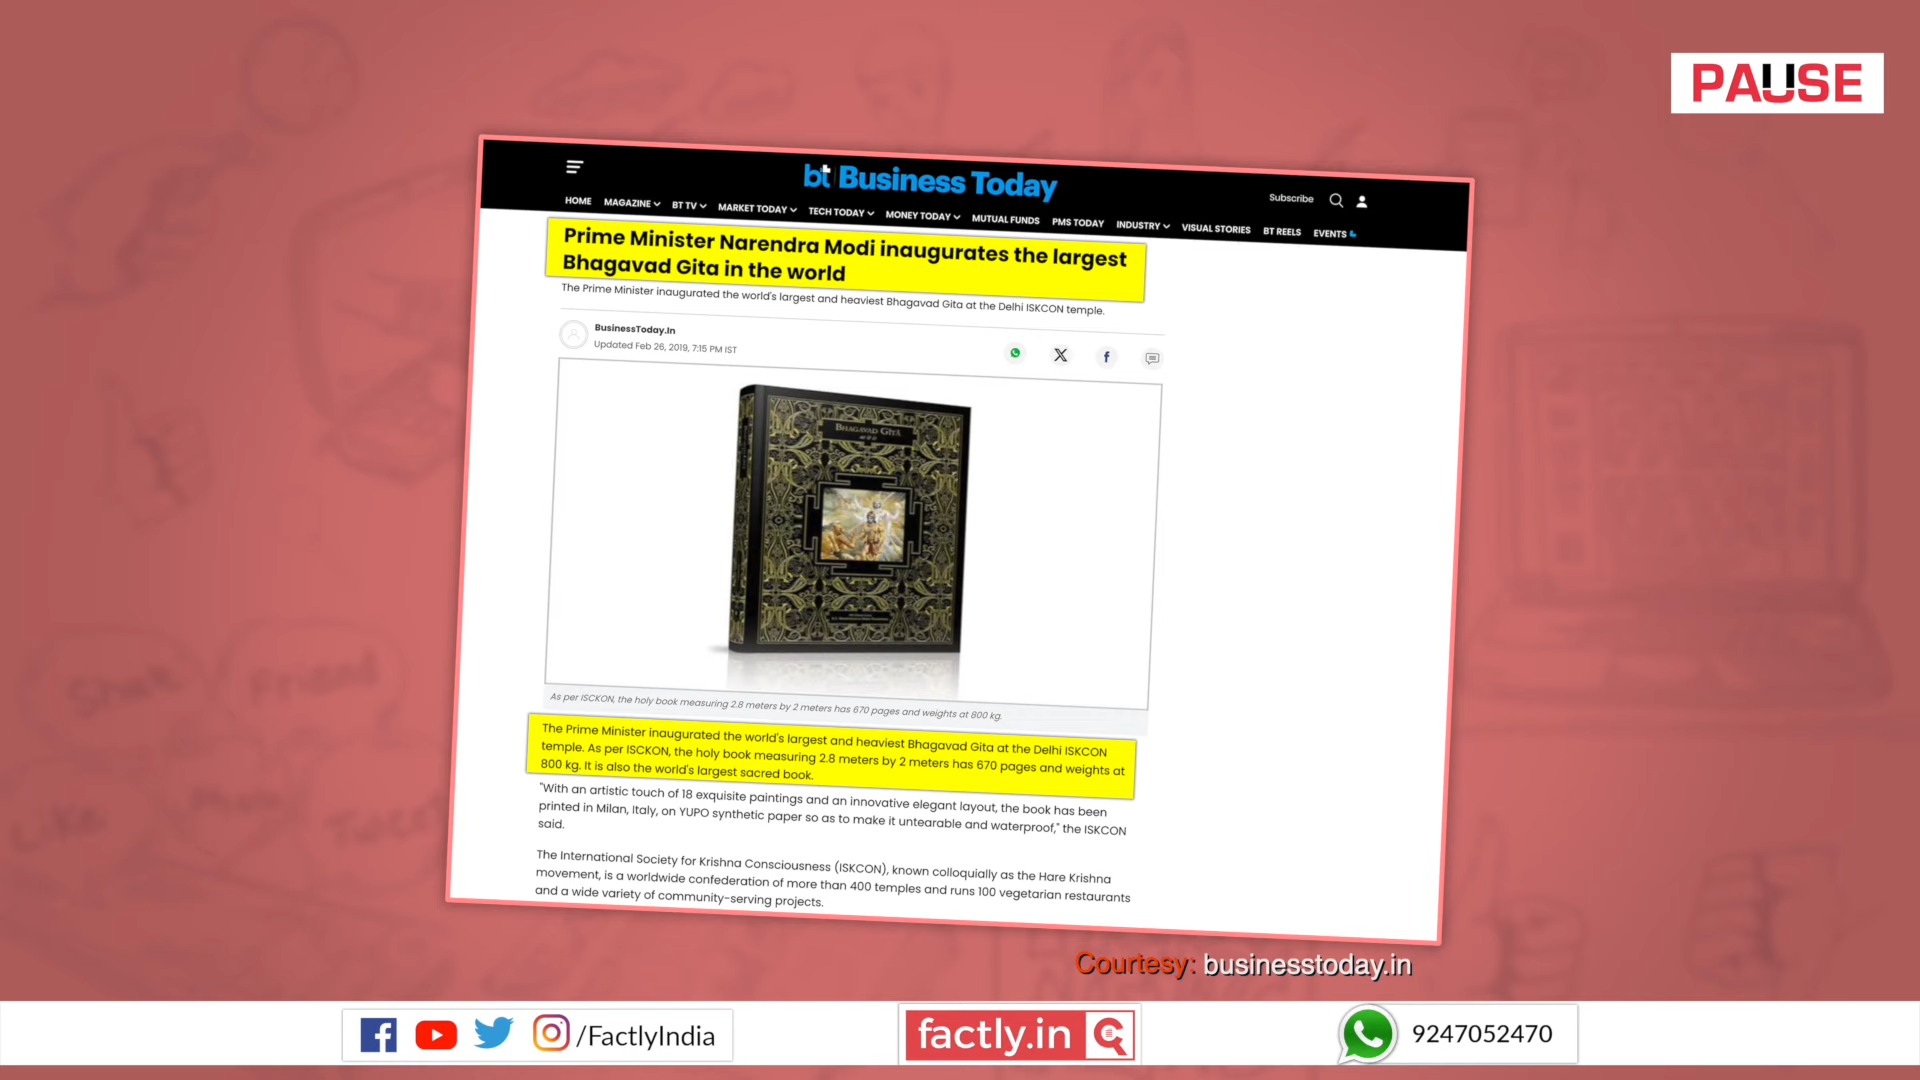 PAUSE
bt Business Today
Subscribe
HOME MAGAZINE BT TV MARKET TODAY TECH TODAY MONEY TODAY MUTUAL FUNDS PMS TODAY INDUSTRY VISUAL STORIES BT REELS EVENTS
Prime Minister Narendra Modi inaugurates the largest
Bhagavad Gita in the world
The Prime Minister inaugurated the world's largest and heaviest Bhagavad Gita at the Delhi ISKCON temple.
BusinessToday.In
Updated Feb 26, 2019, 7:15 PM IST
BHAGAVAD GITA
As per ISCKON, the holy book measuring 2.8 meters by 2 meters has 670 pages and weights at 800 kg.
The Prime Minister inaugurated the world's largest and heaviest Bhagavad Gita at the Delhi ISKCON
temple. As per ISCKON, the holy book measuring 2.8 meters by 2 meters has 670 pages and weights at
800 kg. It is also the world's largest sacred book.
"With an artistic touch of 18 exquisite paintings and an innovative elegant layout, the book has been
printed in Milan, Italy, on YUPO synthetic paper so as to make it untearable and waterproof," the ISKCON
said.
The International Society for Krishna Consciousness (ISKCON), known colloquially as the Hare Krishna
movement, is a worldwide confederation of more than 400 temples and runs 100 vegetarian restaurants
and a wide variety of community-serving projects.
Share
Friend
Like
Photo
Courtesy: businesstoday.in
/FactlyIndia
factly.in
9247052470